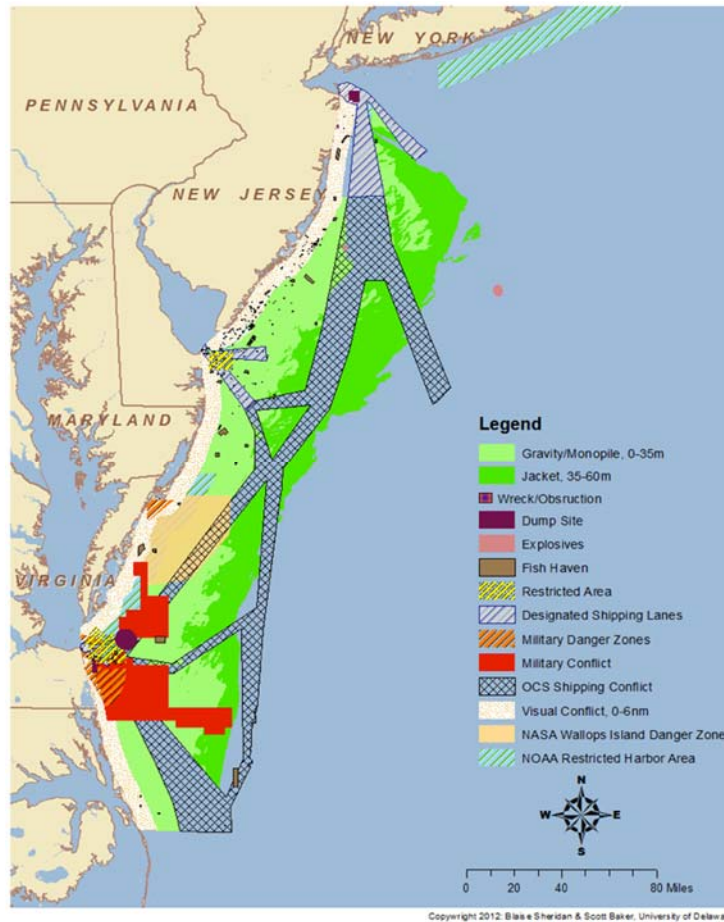 NEW YORK
PENNSYLVANIA
NEW JERSEY
MARYLAND
VIRGINIA
Legend
Gravity/Monopile, 0-35m
Jacket, 35-60m
Wreck/Obsruction
Dump Site
Explosives
Fish Haven
Restricted Area
Designated Shipping Lanes
Military Danger Zones
Military Conflict
OCS Shipping Conflict
Visual Conflict, 0-6nm
NASA Wallops Island Danger Zone
NOAA Restricted Harbor Area
N
W E
S
0 20 40 80 Miles
Copywright 2012: Blaise Sheridan & Scott Baker, University of Delawa